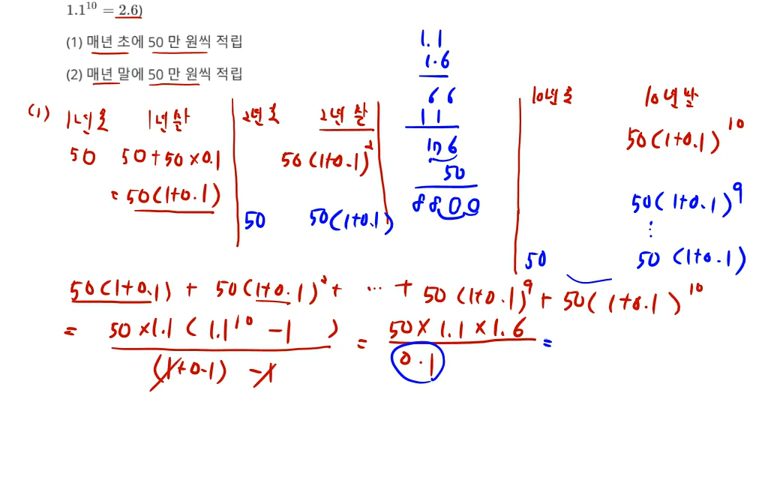 1.1^10 = 2.6)
(1) 매년 초에 50 만 원씩 적립
(2) 매년 말에 50 만 원씩 적립
1.1
1.6
66
11
176
50
8800
(1) 1년초 1년말 2년초 2년말 10년초 10년말
50 50+50×0.1 50(1+0.1)^2 50(1+0.1)^10
= 50(1+0.1)
50 50(1+0.1) 50(1+0.1)^9
⋮
50 50(1+0.1)
50(1+0.1) + 50(1+0.1)^2 + ⋯ + 50(1+0.1)^9 + 50(1+0.1)^10
= 50×1.1(1.1^10 -1) = 50×1.1×1.6 =
(1+0.1) -1 0.1